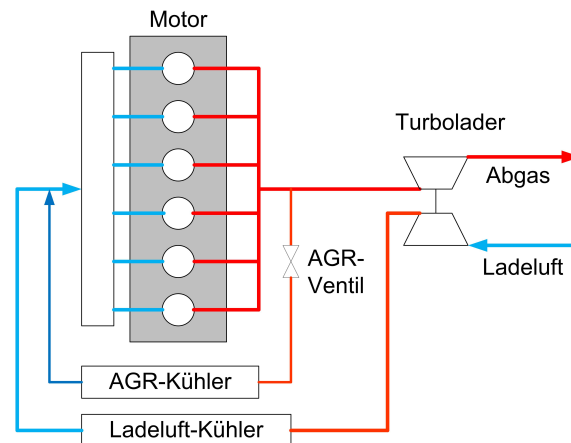 Motor
Turbolader
Abgas
AGR-
Ventil
Ladeluft
AGR-Kühler
Ladeluft-Kühler